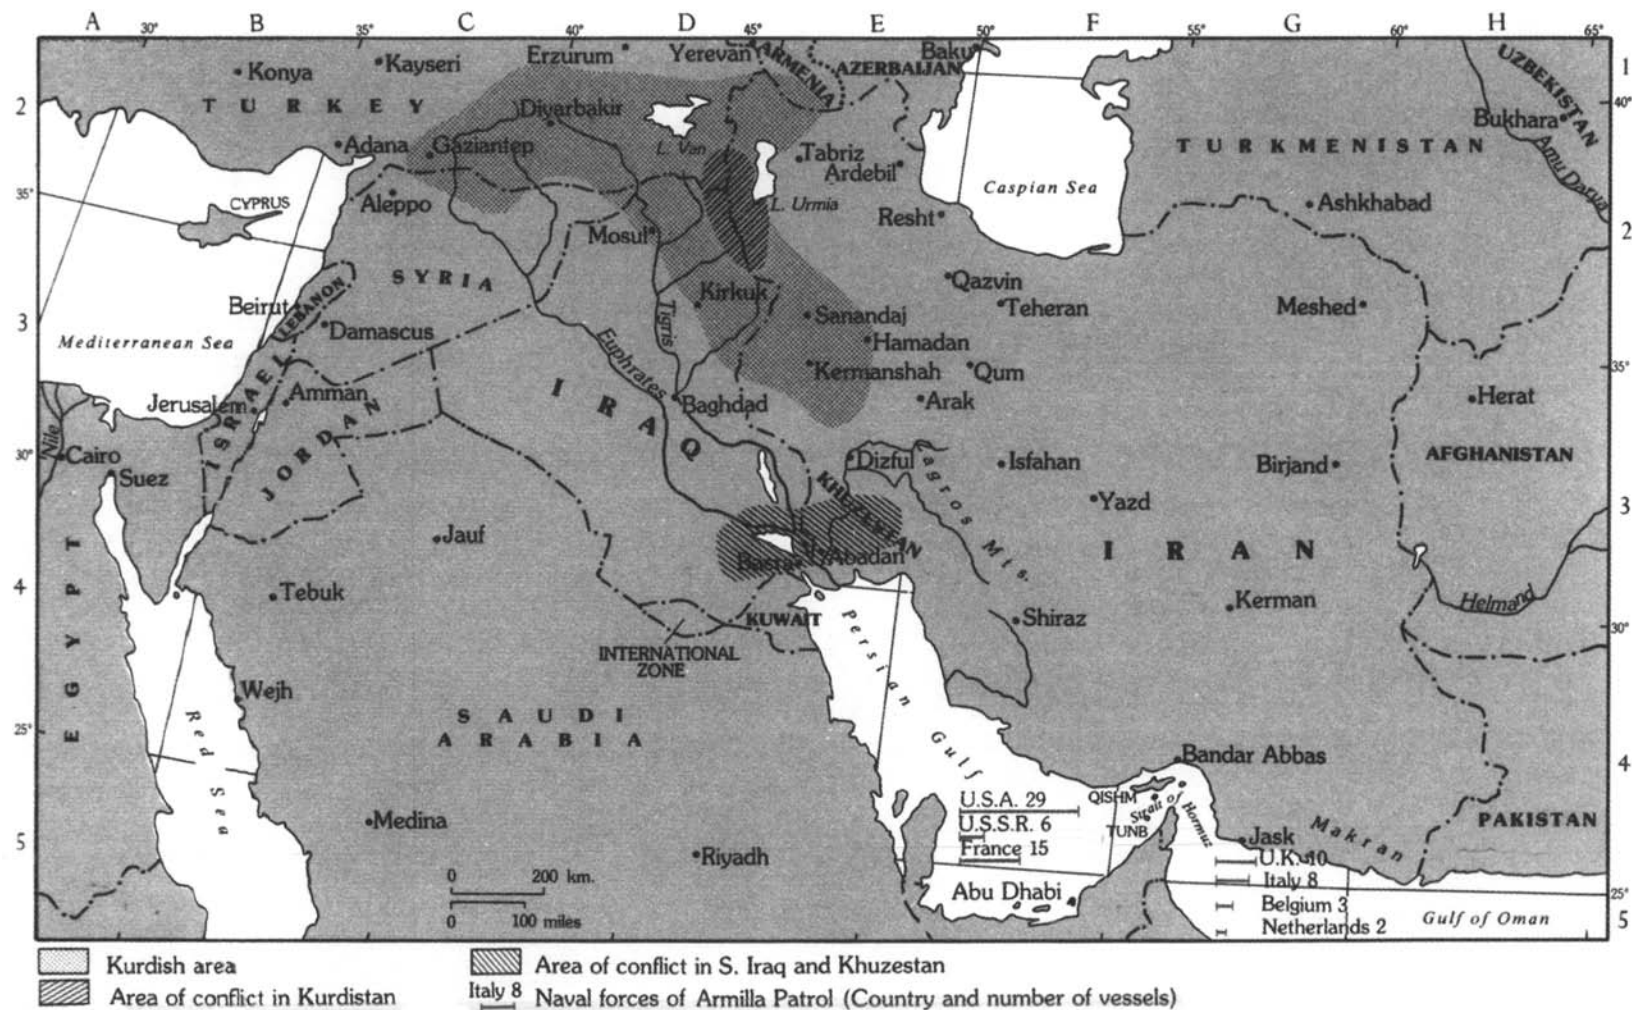 A B C D E F G H
30° 35° 40° 45° 50° 55° 60° 65°
Erzurum Yerevan Baku
Konya Kayseri ARMENIA AZERBAIJAN UZBEKISTAN 1
2 TURKEY Diyarbakir Bukhara 40°
Adana Gaziantep L. Van Tabriz TURKMENISTAN Amu Darya
Ardebil Caspian Sea
35° CYPRUS Aleppo L. Urmia Resht Ashkhabad
Mosul 2
SYRIA Qazvin
Beirut LEBANON Kirkuk Teheran Meshed
3 Damascus Tigris Sanandaj
Mediterranean Sea Euphrates Hamadan
Kermanshah Qum 35°
Jerusalem Amman IRAQ Baghdad Arak Herat
Nile ISRAEL JORDAN
30° Cairo Dizful Zagros Mts. Isfahan Birjand AFGHANISTAN
Suez KHUZESTAN Yazd 3
EGYPT Jauf Basra Abadan IRAN
4 Tebuk Kerman Helmand
KUWAIT Shiraz 30°
INTERNATIONAL
ZONE
Wejh Persian Gulf
25° Red Sea SAUDI
ARABIA
Bandar Abbas 4
U.S.A. 29 QISHM Strait of Hormuz
U.S.S.R. 6 TUNB
5 Medina France 15 Jask Makran PAKISTAN
Riyadh U.K. 10
0 200 km. Abu Dhabi Italy 8 25°
0 100 miles Belgium 3 Gulf of Oman 5
Netherlands 2
Kurdish area Area of conflict in S. Iraq and Khuzestan
Area of conflict in Kurdistan Italy 8 Naval forces of Armilla Patrol (Country and number of vessels)